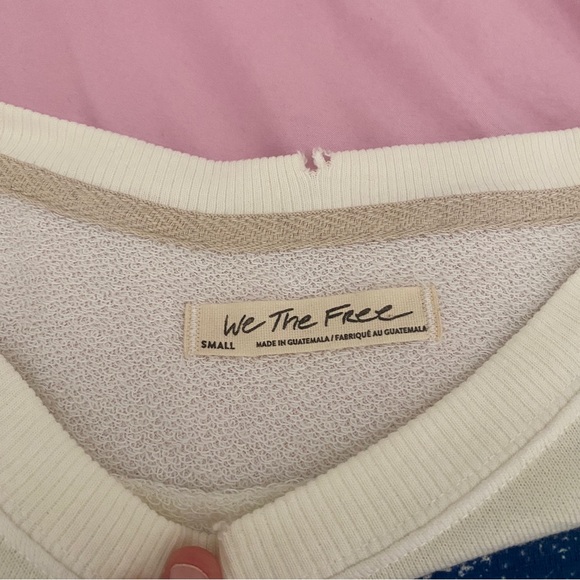 We The Free
SMALL
MADE IN GUATEMALA / FABRIQUÉ AU GUATEMALA